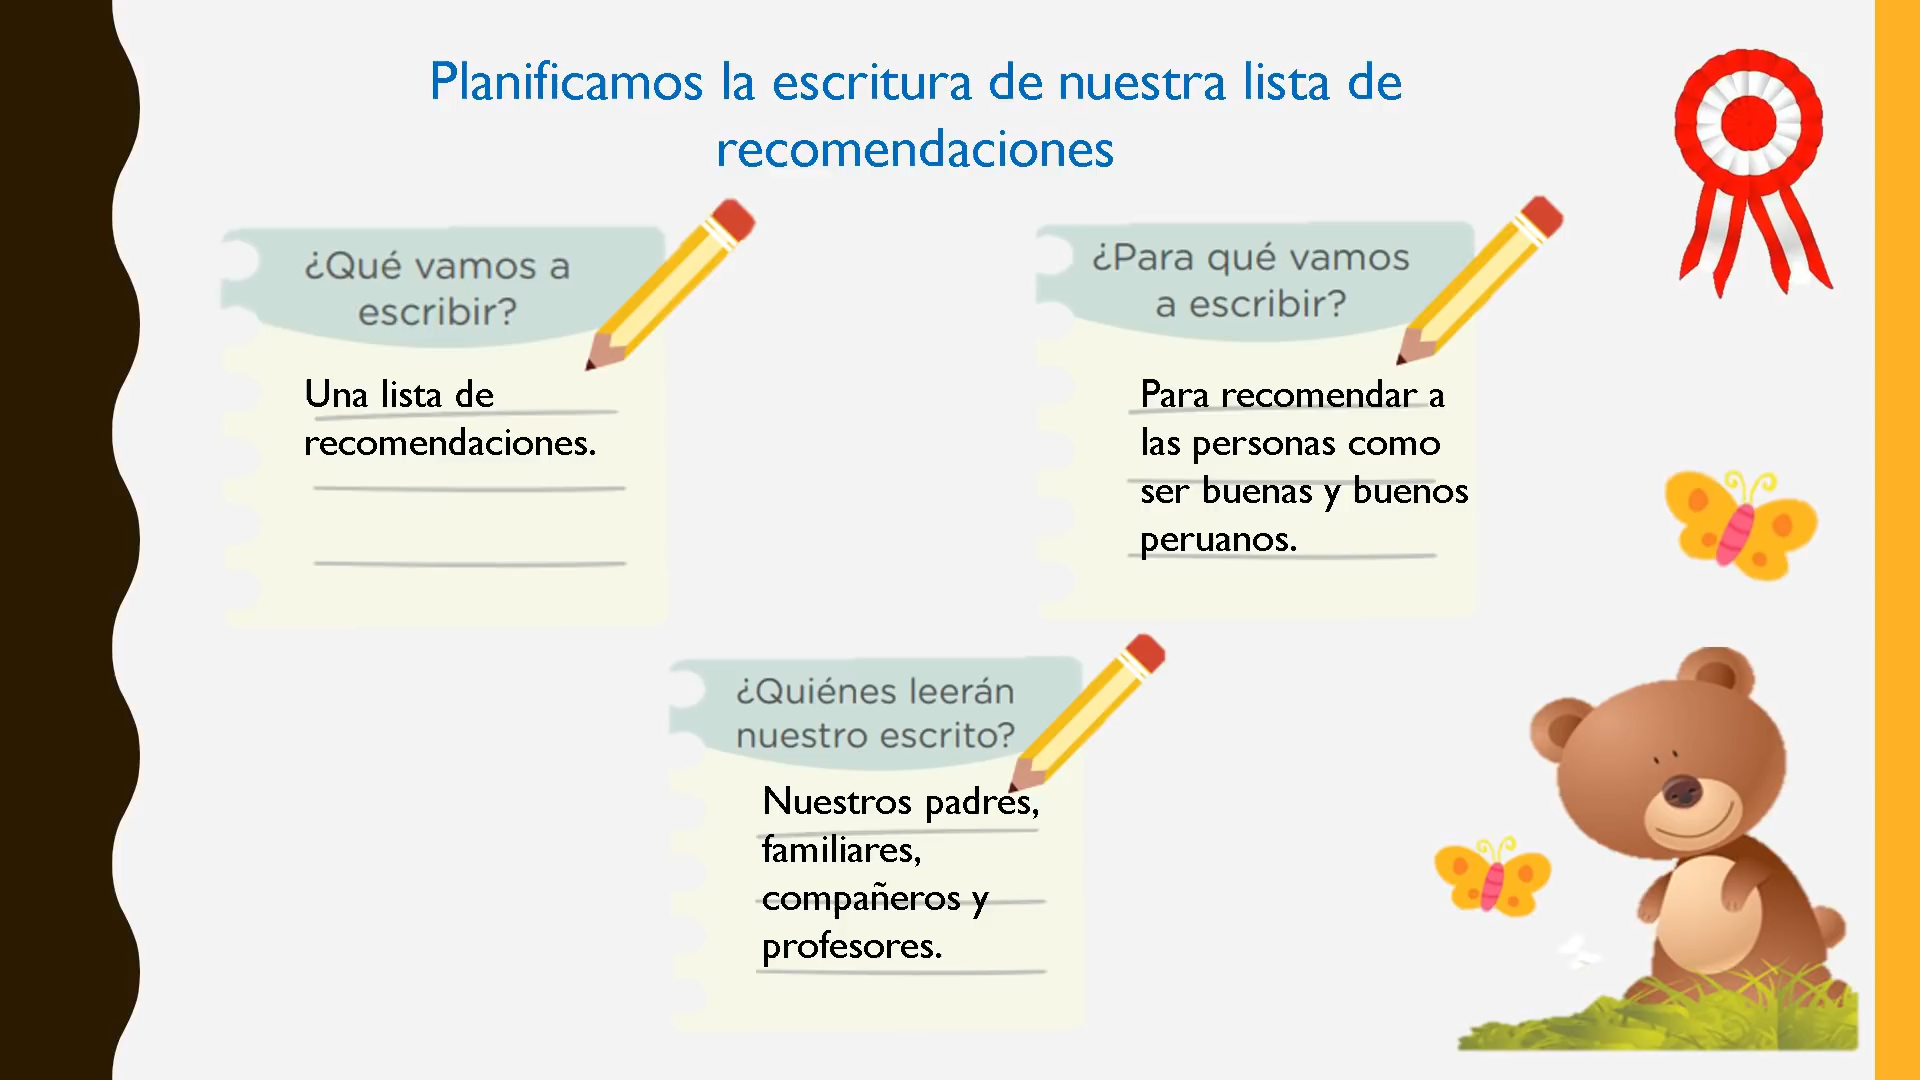 Planificamos la escritura de nuestra lista de
recomendaciones
¿Qué vamos a
escribir?
Una lista de
recomendaciones.
¿Para qué vamos
a escribir?
Para recomendar a
las personas como
ser buenas y buenos
peruanos.
¿Quiénes leerán
nuestro escrito?
Nuestros padres,
familiares,
compañeros y
profesores.